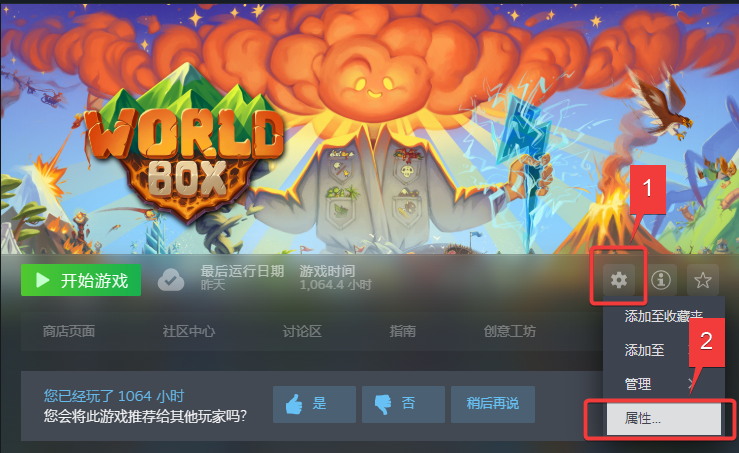 WORLD
BOX
1
开始游戏
最后运行日期
昨天
游戏时间
1,064.4 小时
商店页面
社区中心
讨论区
指南
创意工坊
添加至收藏夹
2
添加至
管理
属性...
您已经玩了 1064 小时
您会将此游戏推荐给其他玩家吗?
是
否
稍后再说